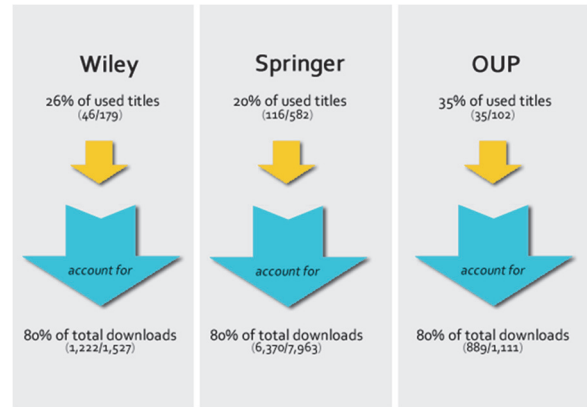 Wiley
26% of used titles
(46/179)
account for
80% of total downloads
(1,222/1,527)
Springer
20% of used titles
(116/582)
account for
80% of total downloads
(6,370/7,963)
OUP
35% of used titles
(35/102)
account for
80% of total downloads
(889/1,111)